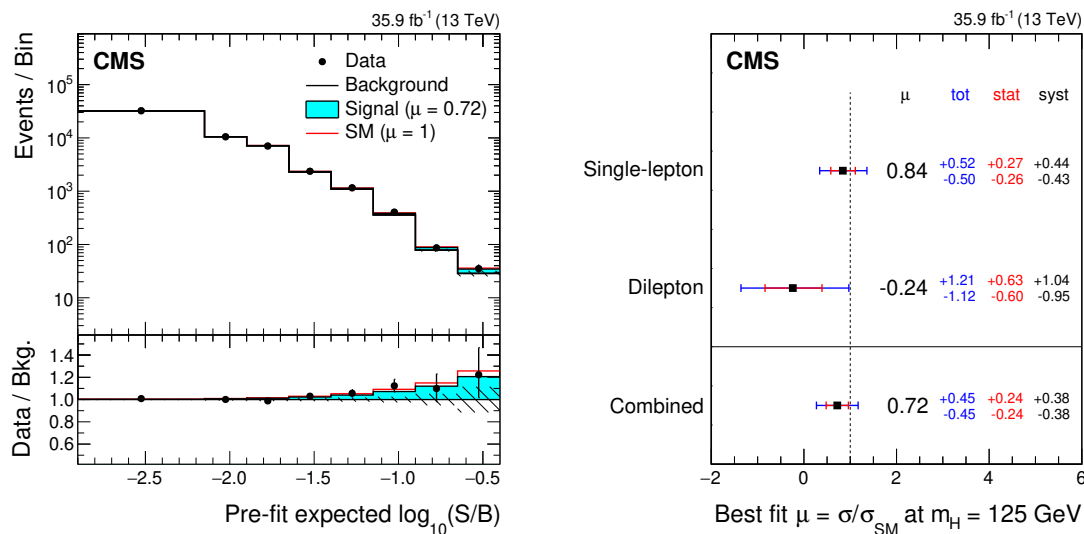 35.9 fb⁻¹ (13 TeV)
CMS
Data
Background
Signal (μ = 0.72)
SM (μ = 1)
Events / Bin
10⁵
10⁴
10³
10²
10
Data / Bkg.
1.4
1.2
1.0
0.8
0.6
−2.5 −2.0 −1.5 −1.0 −0.5
Pre-fit expected log₁₀(S/B)
35.9 fb⁻¹ (13 TeV)
CMS
μ tot stat syst
Single-lepton 0.84 +0.52 +0.27 +0.44
-0.50 -0.26 -0.43
Dilepton -0.24 +1.21 +0.63 +1.04
-1.12 -0.60 -0.95
Combined 0.72 +0.45 +0.24 +0.38
-0.45 -0.24 -0.38
−2 0 2 4 6
Best fit μ = σ/σ_SM at m_H = 125 GeV